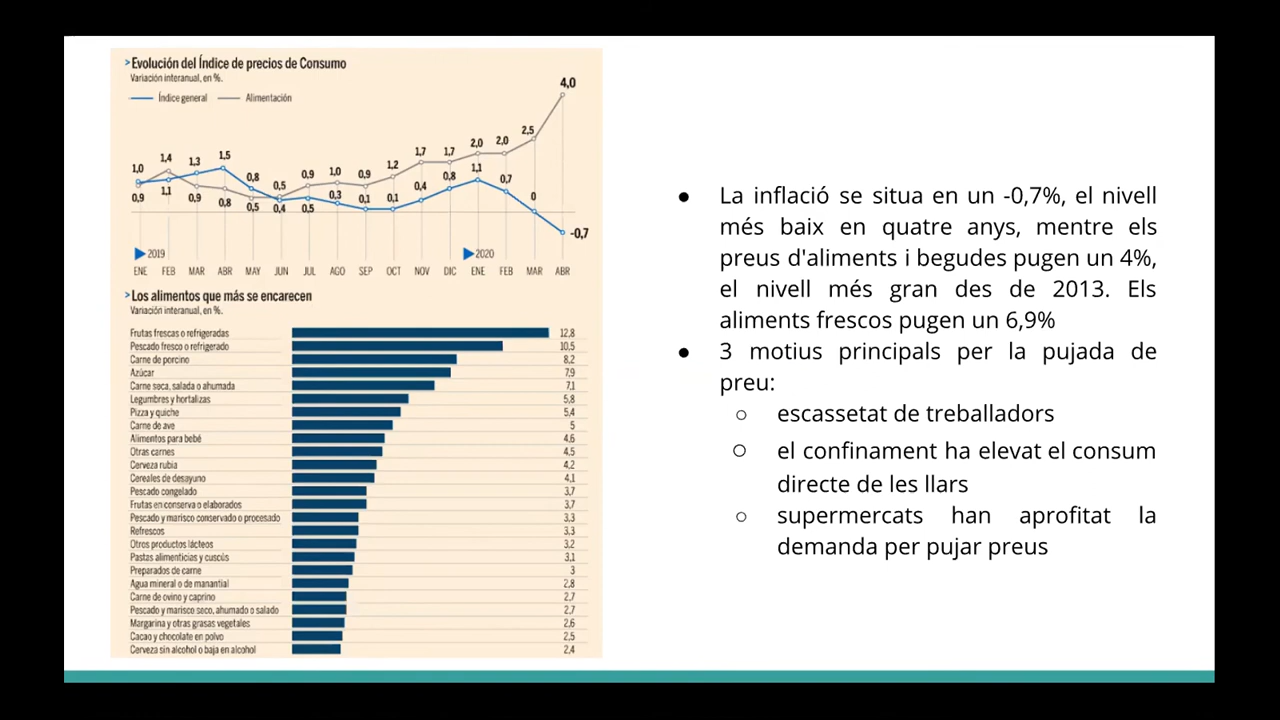 >Evolución del Índice de precios de Consumo
Variación interanual, en %.
Índice general Alimentación
4,0
2,5
2,0 2,0
1,7 1,7
1,5
1,4
1,3
1,2
1,0
1,1
1,0
0,9 0,9
0,8 0,8
0,7
0,5
0,9 1,1 0,9 0,8 0,5 0,4 0,5 0,3 0,1 0,1 0,4 0
-0,7
2019 2020
ENE FEB MAR ABR MAY JUN JUL AGO SEP OCT NOV DIC ENE FEB MAR ABR
>Los alimentos que más se encarecen
Variación interanual, en %.
Frutas frescas o refrigeradas 12,8
Pescado fresco o refrigerado 10,5
Carne de porcino 8,2
Azúcar 7,9
Carne seca, salada o ahumada 7,1
Legumbres y hortalizas 5,8
Pizza y quiche 5,4
Carne de ave 5
Alimentos para bebé 4,6
Otras carnes 4,5
Cerveza rubia 4,2
Cereales de desayuno 4,1
Pescado congelado 3,7
Frutas en conserva o elaborados 3,7
Pescado y marisco conservado o procesado 3,3
Refrescos 3,3
Otros productos lácteos 3,2
Pastas alimenticias y cuscús 3,1
Preparados de carne 3
Agua mineral o de manantial 2,8
Carne de ovino y caprino 2,7
Pescado y marisco seco, ahumado o salado 2,7
Margarina y otras grasas vegetales 2,6
Cacao y chocolate en polvo 2,5
Cerveza sin alcohol o baja en alcohol 2,4
● La inflació se situa en un -0,7%, el nivell
més baix en quatre anys, mentre els
preus d'aliments i begudes pugen un 4%,
el nivell més gran des de 2013. Els
aliments frescos pugen un 6,9%
● 3 motius principals per la pujada de
preu:
○ escassetat de treballadors
○ el confinament ha elevat el consum
directe de les llars
○ supermercats han aprofitat la
demanda per pujar preus